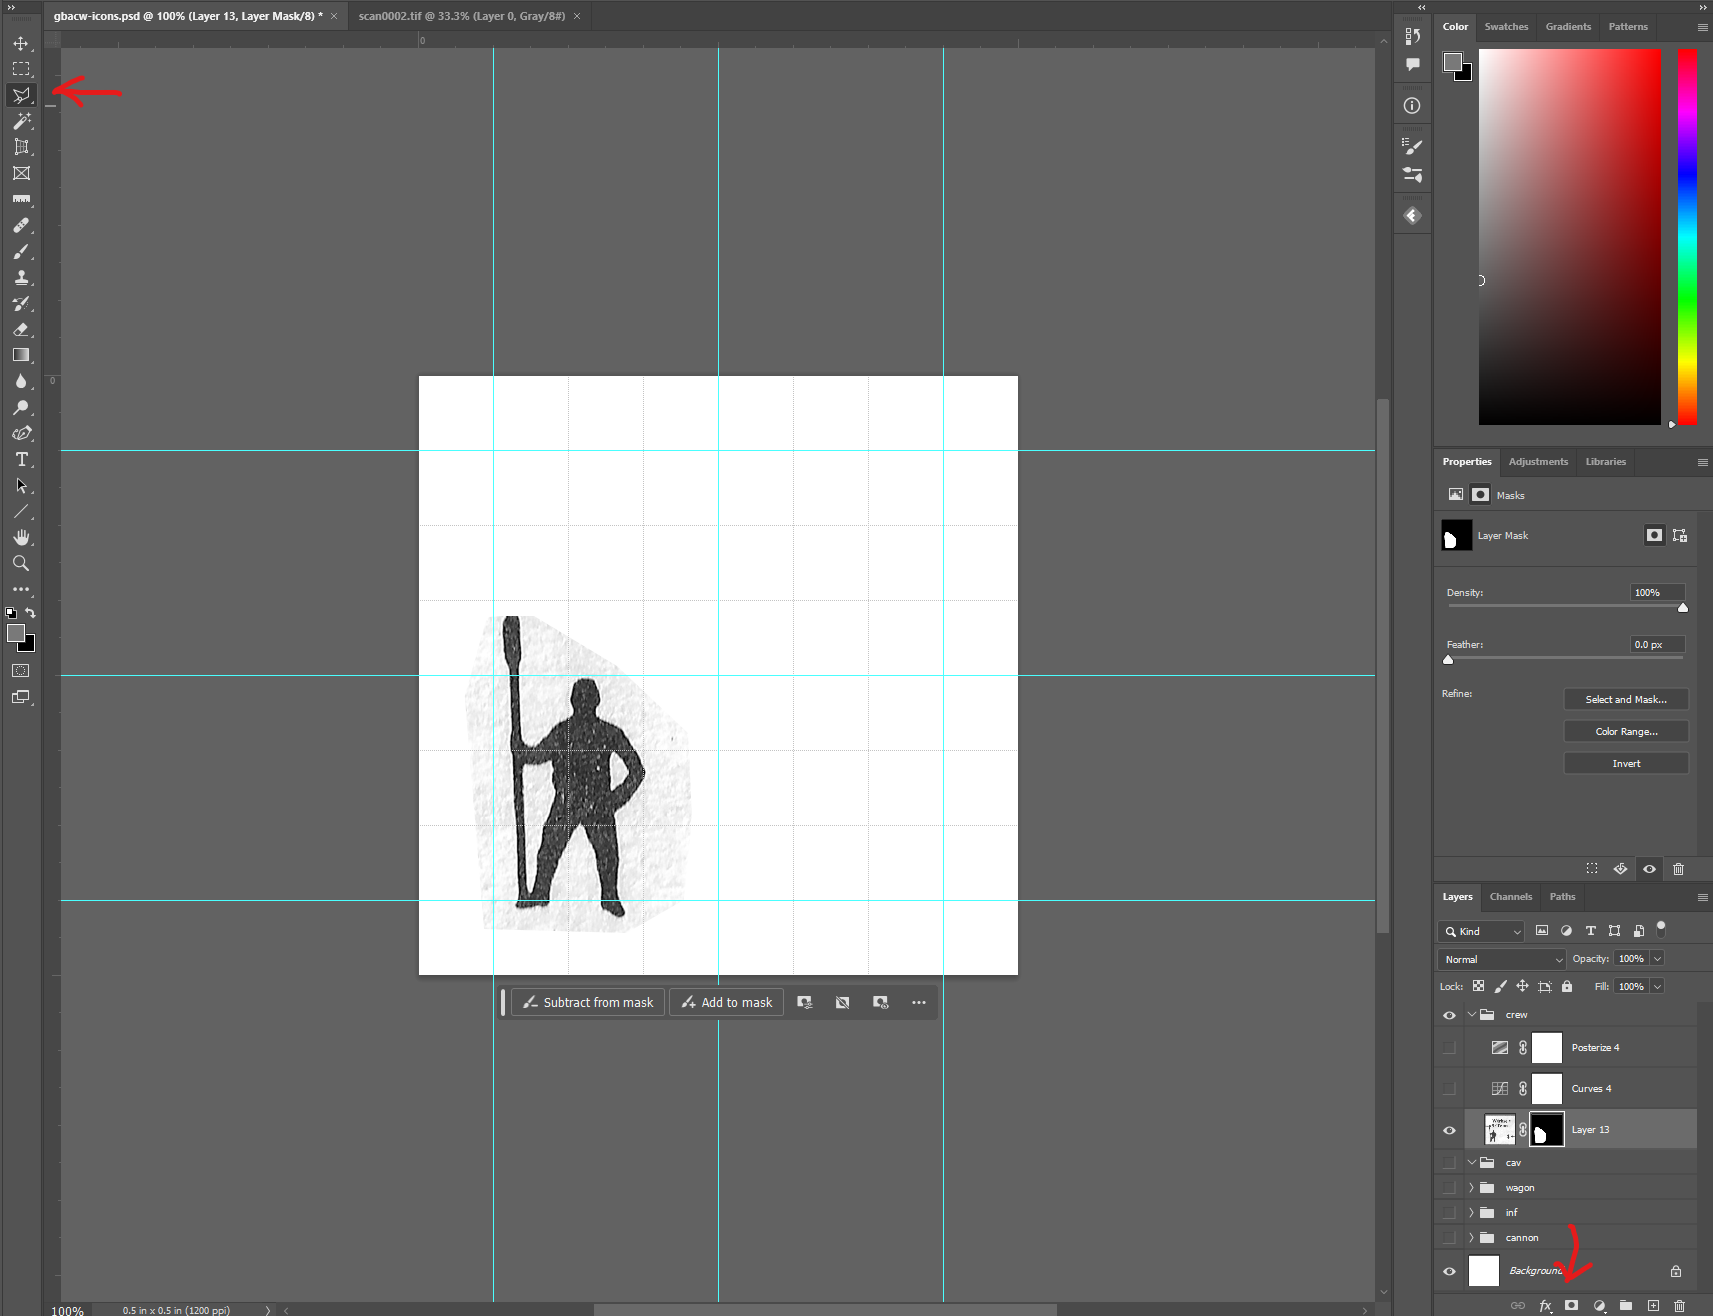 gbacw-icons.psd @ 100% (Layer 13, Layer Mask/8) *
scan0002.tif @ 33.3% (Layer 0, Gray/8#)
0
0
Subtract from mask
Add to mask
100%
0.5 in x 0.5 in (1200 ppi)
Color
Swatches
Gradients
Patterns
Properties
Adjustments
Libraries
Masks
Layer Mask
Density:
100%
Feather:
0.0 px
Refine:
Select and Mask...
Color Range...
Invert
Layers
Channels
Paths
Kind
Normal
Opacity:
100%
Lock:
Fill:
100%
crew
Posterize 4
Curves 4
Layer 13
cav
wagon
inf
cannon
Background
fx